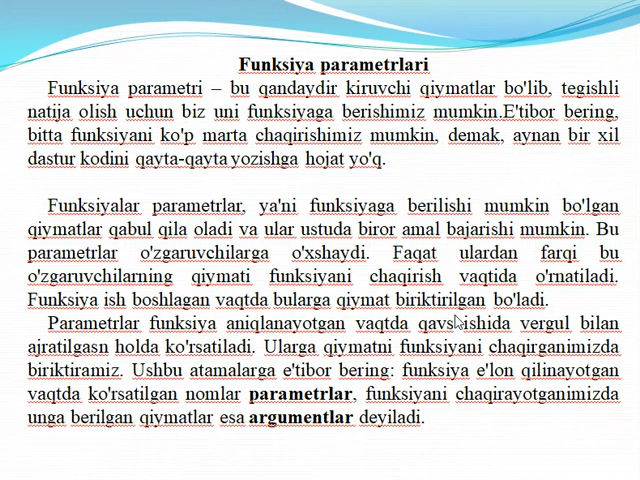 Funksiya parametrlari
Funksiya parametri – bu qandaydir kiruvchi qiymatlar bo'lib, tegishli
natija olish uchun biz uni funksiyaga berishimiz mumkin.E'tibor bering,
bitta funksiyani ko'p marta chaqirishimiz mumkin, demak, aynan bir xil
dastur kodini qayta-qayta yozishga hojat yo'q.
Funksiyalar parametrlar, ya'ni funksiyaga berilishi mumkin bo'lgan
qiymatlar qabul qila oladi va ular ustuda biror amal bajarishi mumkin. Bu
parametrlar o'zgaruvchilarga o'xshaydi. Faqat ulardan farqi bu
o'zgaruvchilarning qiymati funksiyani chaqirish vaqtida o'rnatiladi.
Funksiya ish boshlagan vaqtda bularga qiymat biriktirilgan bo'ladi.
Parametrlar funksiya aniqlanayotgan vaqtda qavs ishida vergul bilan
ajratilgasn holda ko'rsatiladi. Ularga qiymatni funksiyani chaqirganimizda
biriktiramiz. Ushbu atamalarga e'tibor bering: funksiya e'lon qilinayotgan
vaqtda ko'rsatilgan nomlar parametrlar, funksiyani chaqirayotganimizda
unga berilgan qiymatlar esa argumentlar deyiladi.